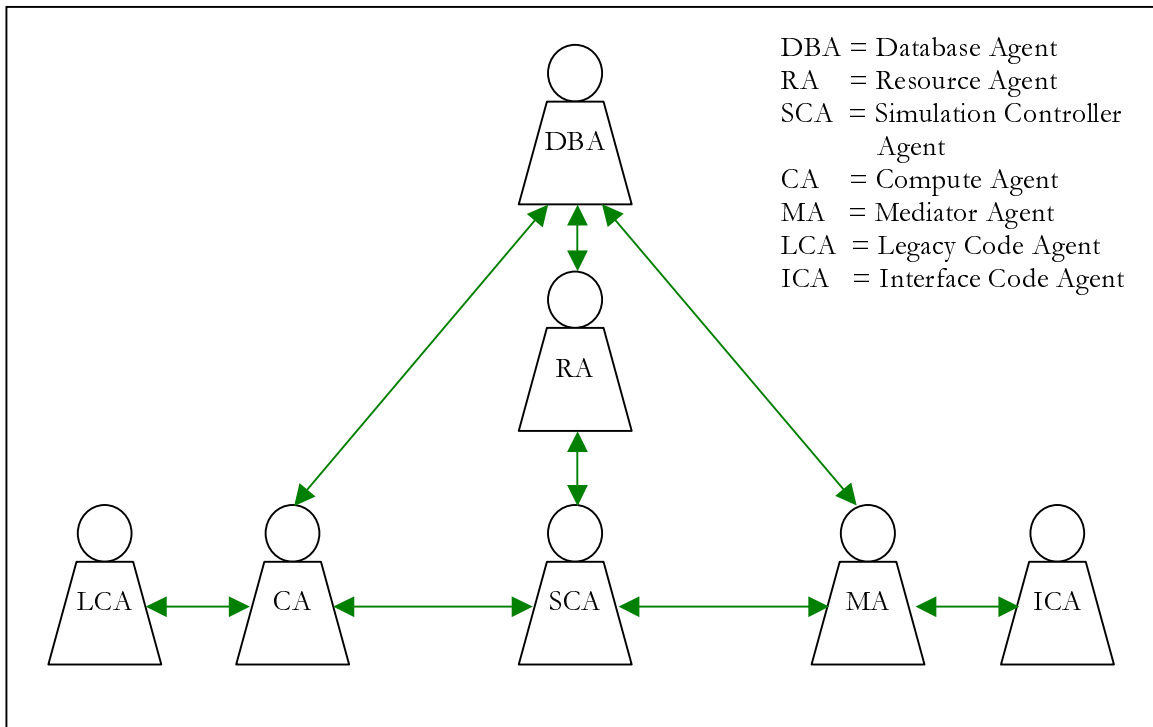 DBA = Database Agent
RA = Resource Agent
SCA = Simulation Controller
Agent
CA = Compute Agent
MA = Mediator Agent
LCA = Legacy Code Agent
ICA = Interface Code Agent
DBA
RA
LCA CA SCA MA ICA